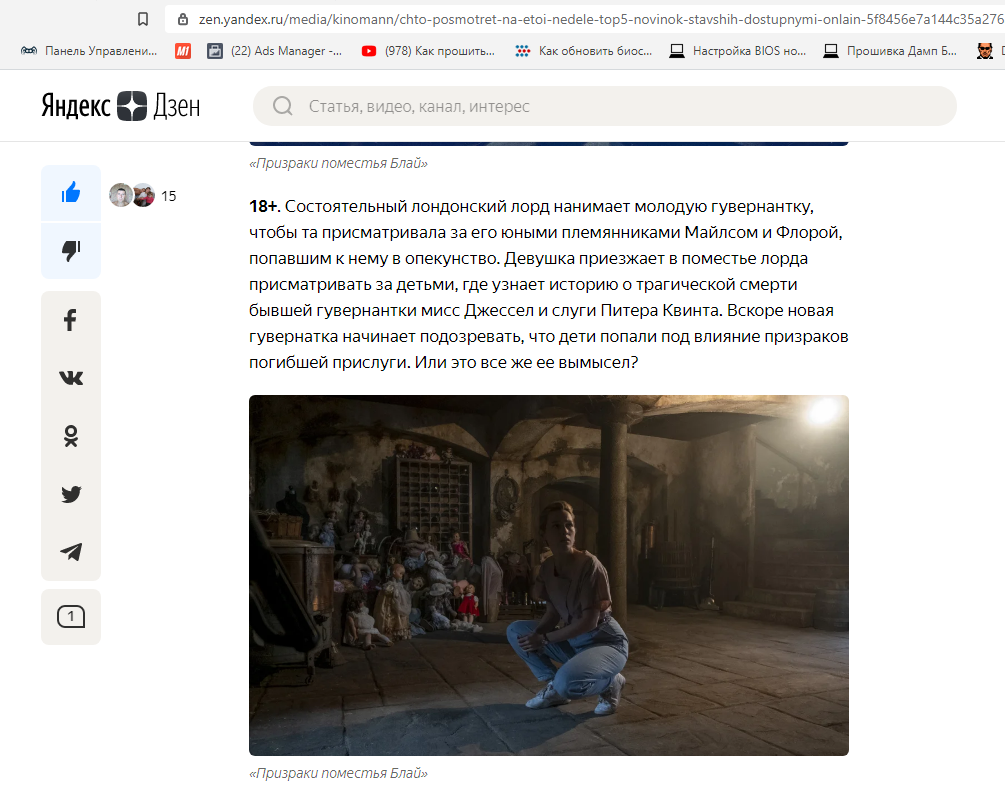 zen.yandex.ru/media/kinomann/chto-posmotret-na-etoi-nedele-top5-novinok-stavshih-dostupnymi-onlain-5f8456e7a144c35a276
Панель Управлени... (22) Ads Manager -... (978) Как прошить... Как обновить биос... Настройка BIOS но... Прошивка Дамп Б...
Яндекс Дзен
Статья, видео, канал, интерес
«Призраки поместья Блай»
15
18+. Состоятельный лондонский лорд нанимает молодую гувернантку,
чтобы та присматривала за его юными племянниками Майлсом и Флорой,
попавшим к нему в опекунство. Девушка приезжает в поместье лорда
присматривать за детьми, где узнает историю о трагической смерти
бывшей гувернантки мисс Джессел и слуги Питера Квинта. Вскоре новая
гувернатка начинает подозревать, что дети попали под влияние призраков
погибшей прислуги. Или это все же ее вымысел?
1
«Призраки поместья Блай»